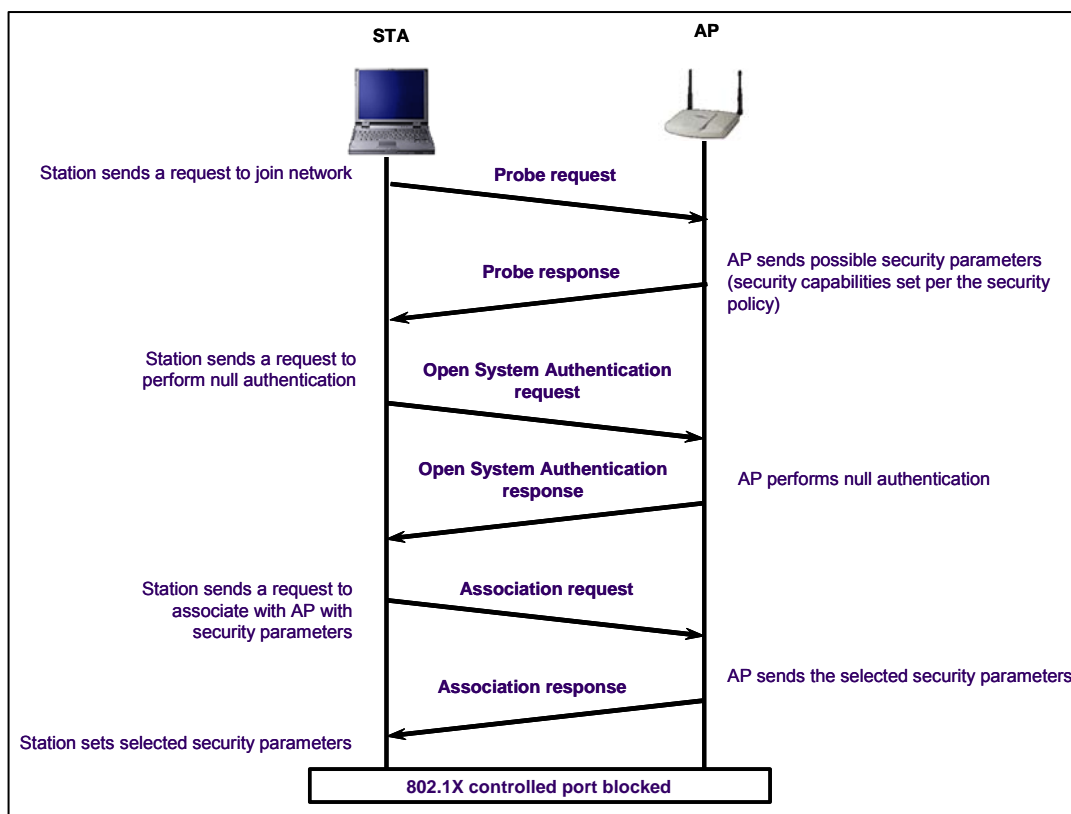 STA
AP
Station sends a request to join network
Probe request
Probe response
AP sends possible security parameters
(security capabilities set per the security
policy)
Station sends a request to
perform null authentication
Open System Authentication
request
Open System Authentication
response
AP performs null authentication
Station sends a request to
associate with AP with
security parameters
Association request
Association response
AP sends the selected security parameters
Station sets selected security parameters
802.1X controlled port blocked